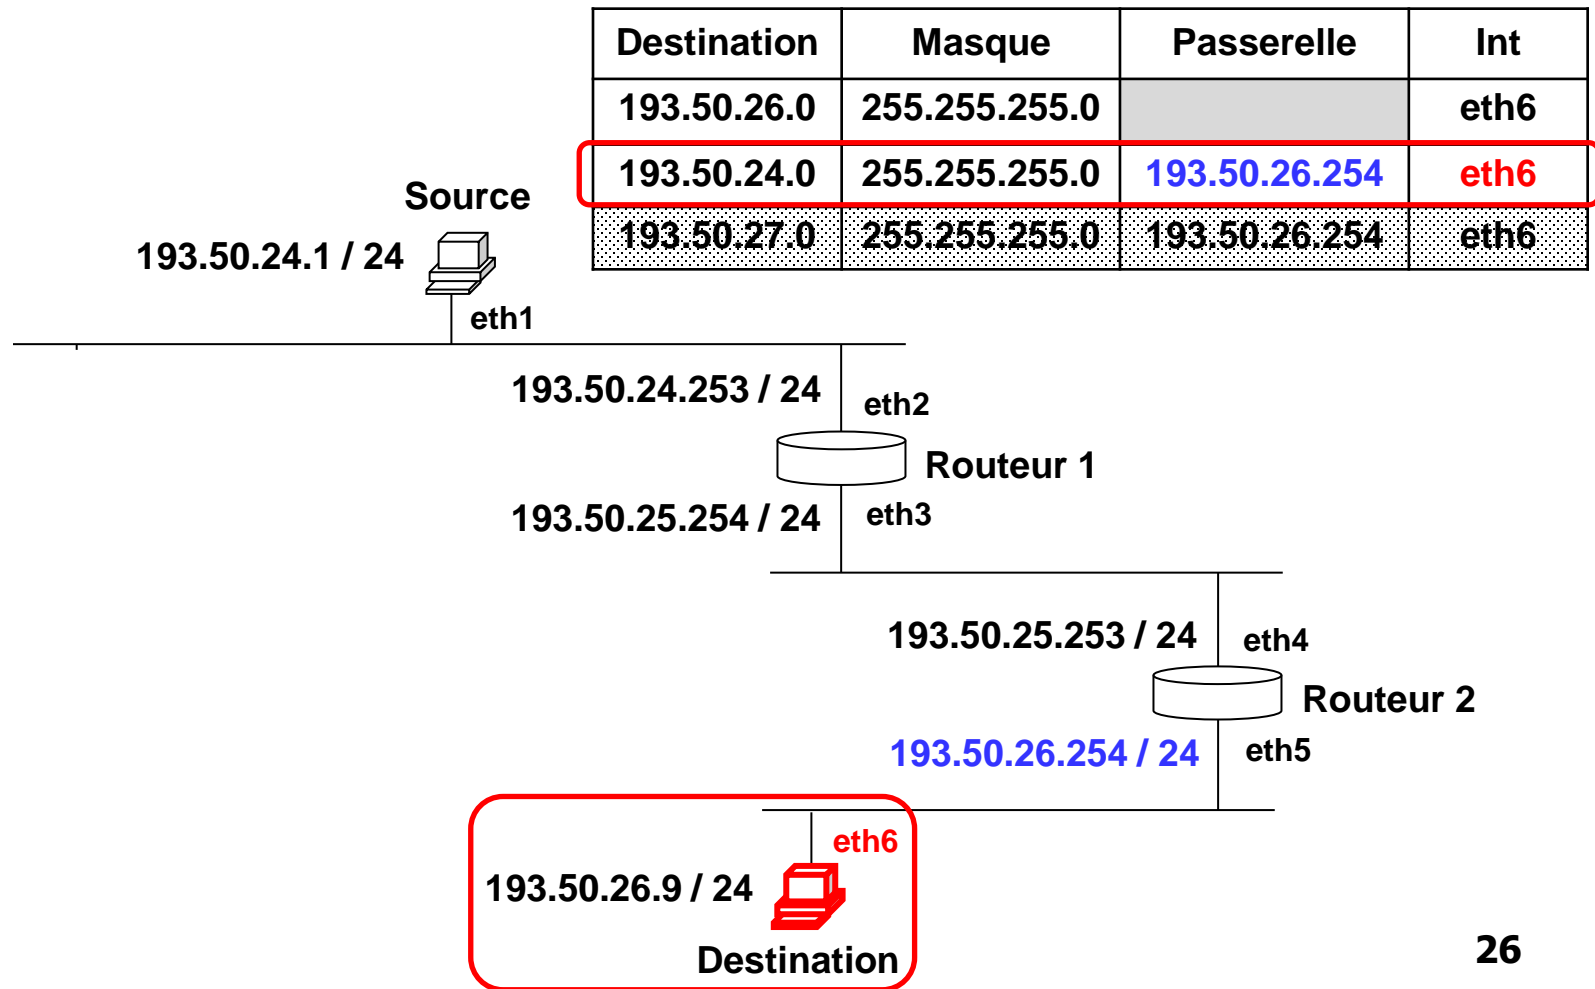 Destination Masque Passerelle Int
193.50.26.0 255.255.255.0 eth6
193.50.24.0 255.255.255.0 193.50.26.254 eth6
193.50.27.0 255.255.255.0 193.50.26.254 eth6
Source
193.50.24.1 / 24
eth1
193.50.24.253 / 24
eth2
Routeur 1
193.50.25.254 / 24
eth3
193.50.25.253 / 24
eth4
Routeur 2
193.50.26.254 / 24
eth5
eth6
193.50.26.9 / 24
Destination
26